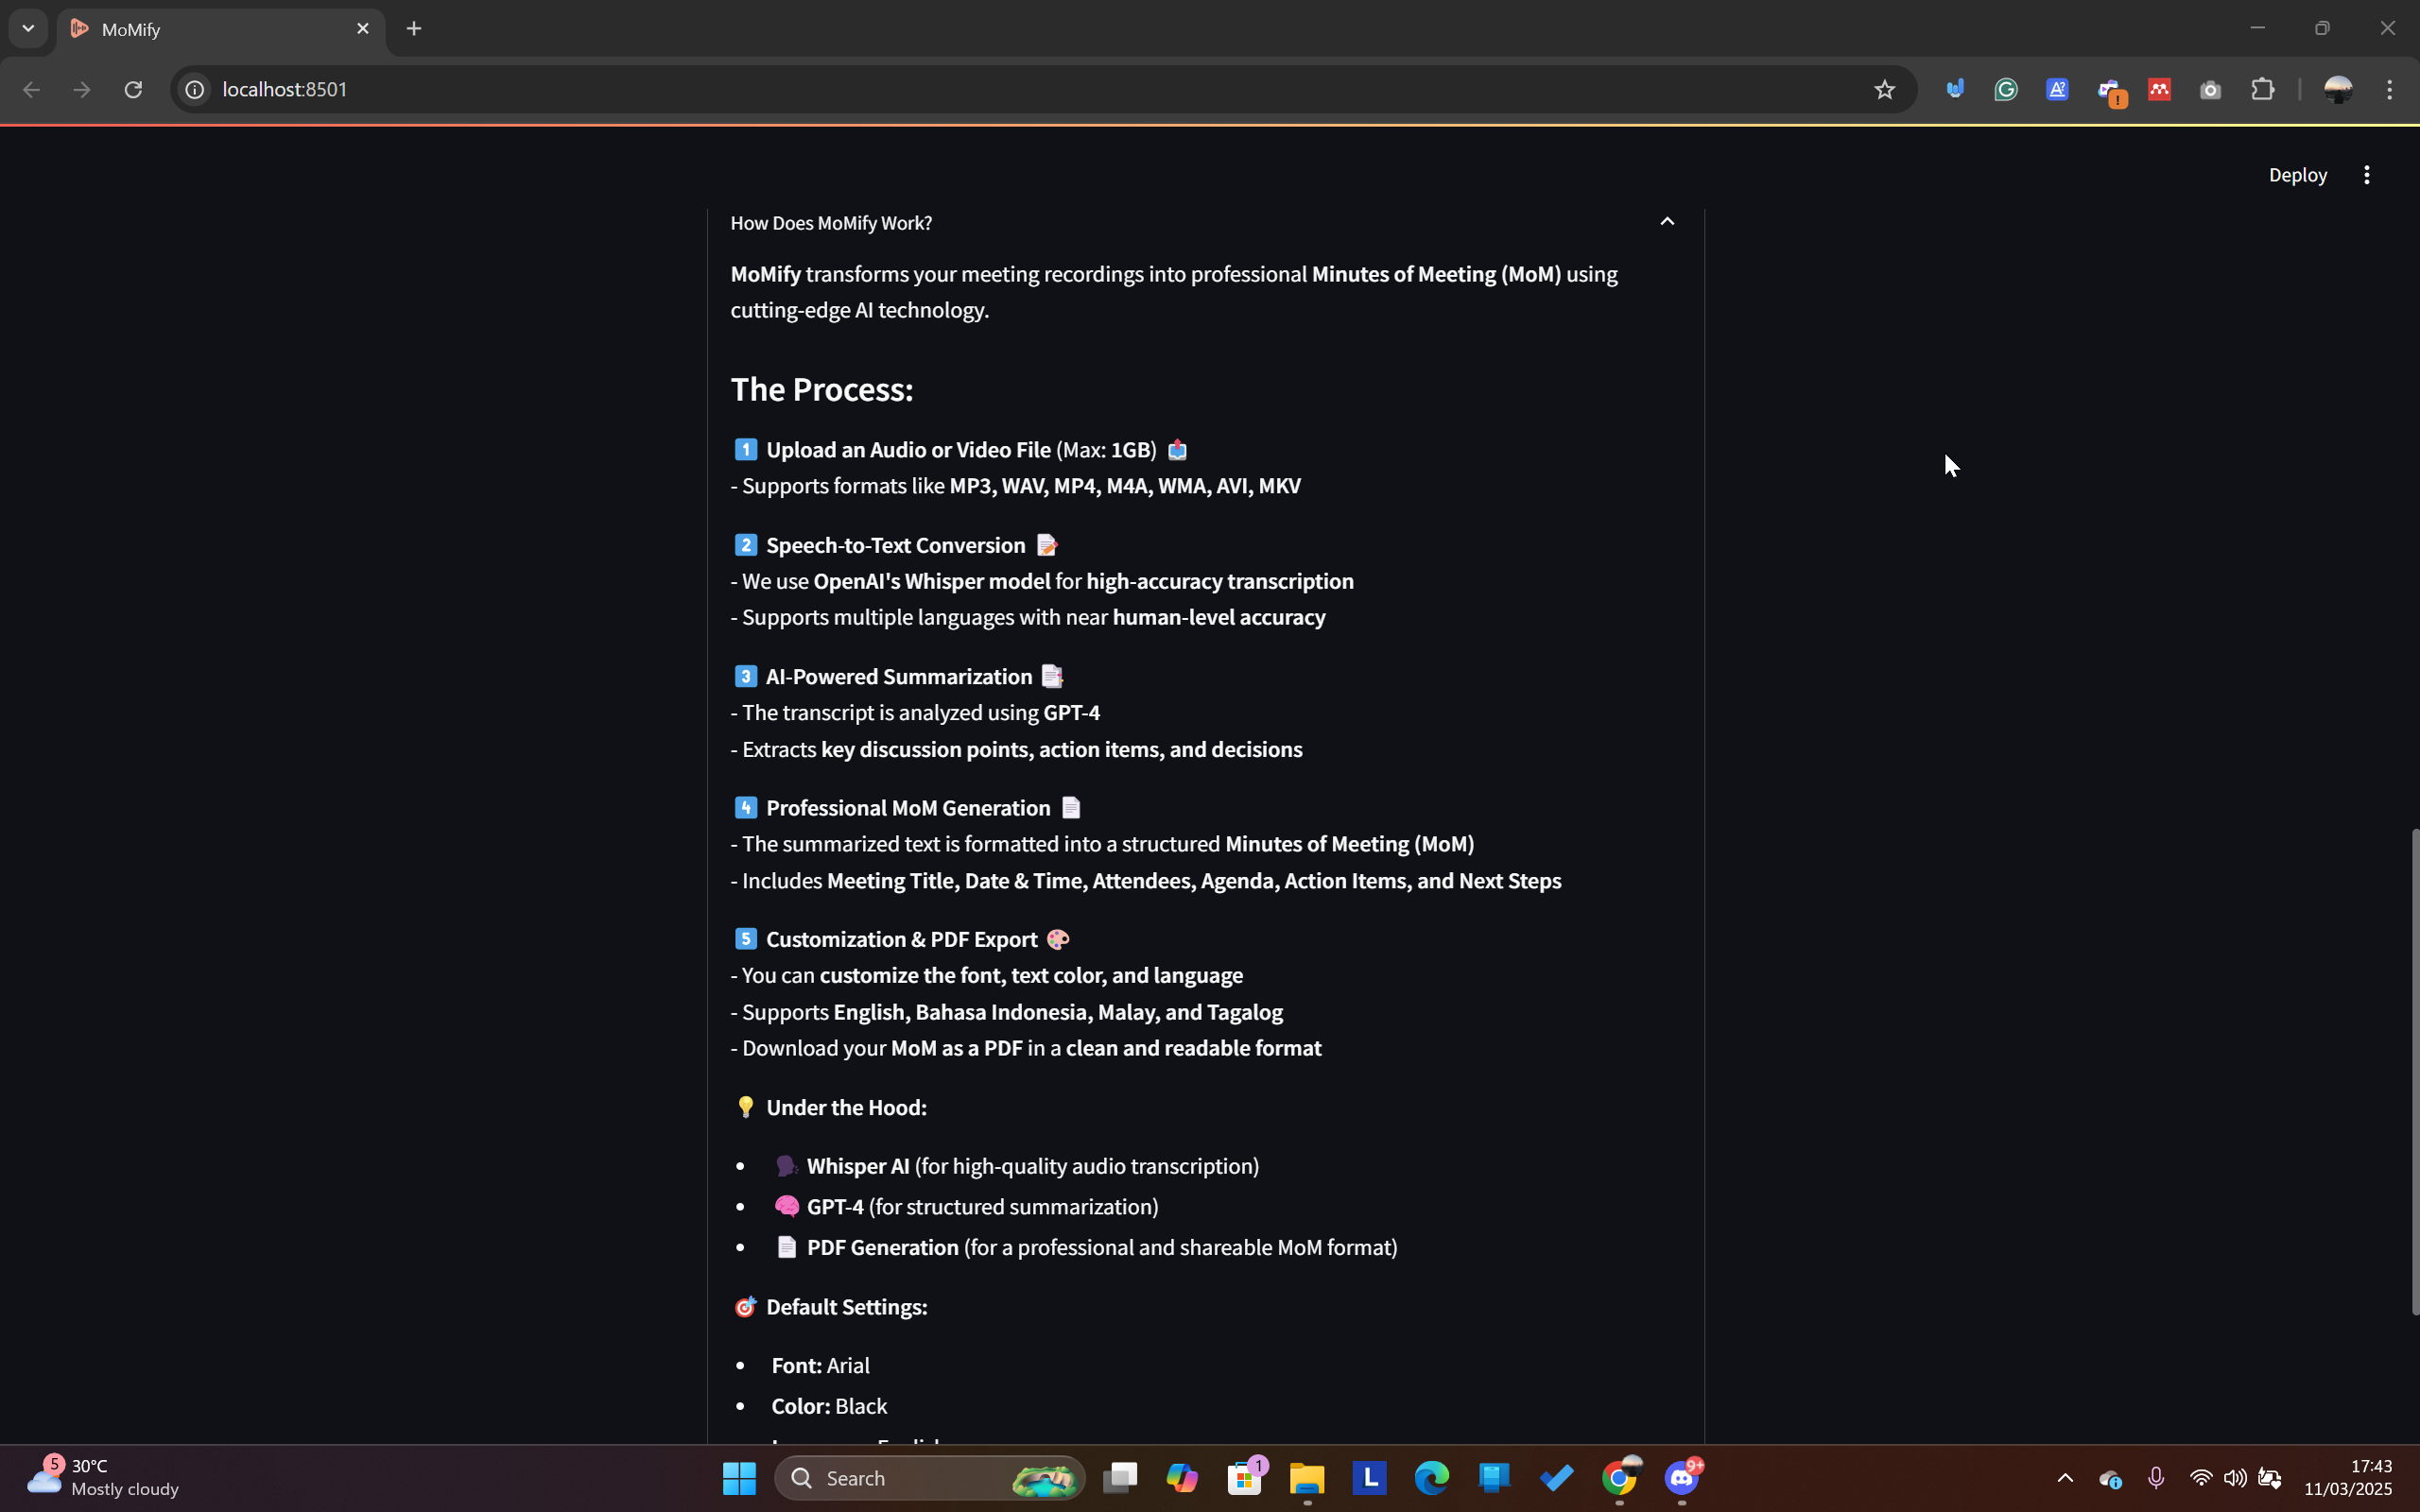 MoMify
localhost:8501
Deploy
How Does MoMify Work?
MoMify transforms your meeting recordings into professional Minutes of Meeting (MoM) using
cutting-edge AI technology.
The Process:
1 Upload an Audio or Video File (Max: 1GB)
- Supports formats like MP3, WAV, MP4, M4A, WMA, AVI, MKV
2 Speech-to-Text Conversion
- We use OpenAI's Whisper model for high-accuracy transcription
- Supports multiple languages with near human-level accuracy
3 AI-Powered Summarization
- The transcript is analyzed using GPT-4
- Extracts key discussion points, action items, and decisions
4 Professional MoM Generation
- The summarized text is formatted into a structured Minutes of Meeting (MoM)
- Includes Meeting Title, Date & Time, Attendees, Agenda, Action Items, and Next Steps
5 Customization & PDF Export
- You can customize the font, text color, and language
- Supports English, Bahasa Indonesia, Malay, and Tagalog
- Download your MoM as a PDF in a clean and readable format
Under the Hood:
• Whisper AI (for high-quality audio transcription)
• GPT-4 (for structured summarization)
• PDF Generation (for a professional and shareable MoM format)
Default Settings:
• Font: Arial
• Color: Black
5
30°C
Mostly cloudy
Search
1
L
9+
17:43
11/03/2025